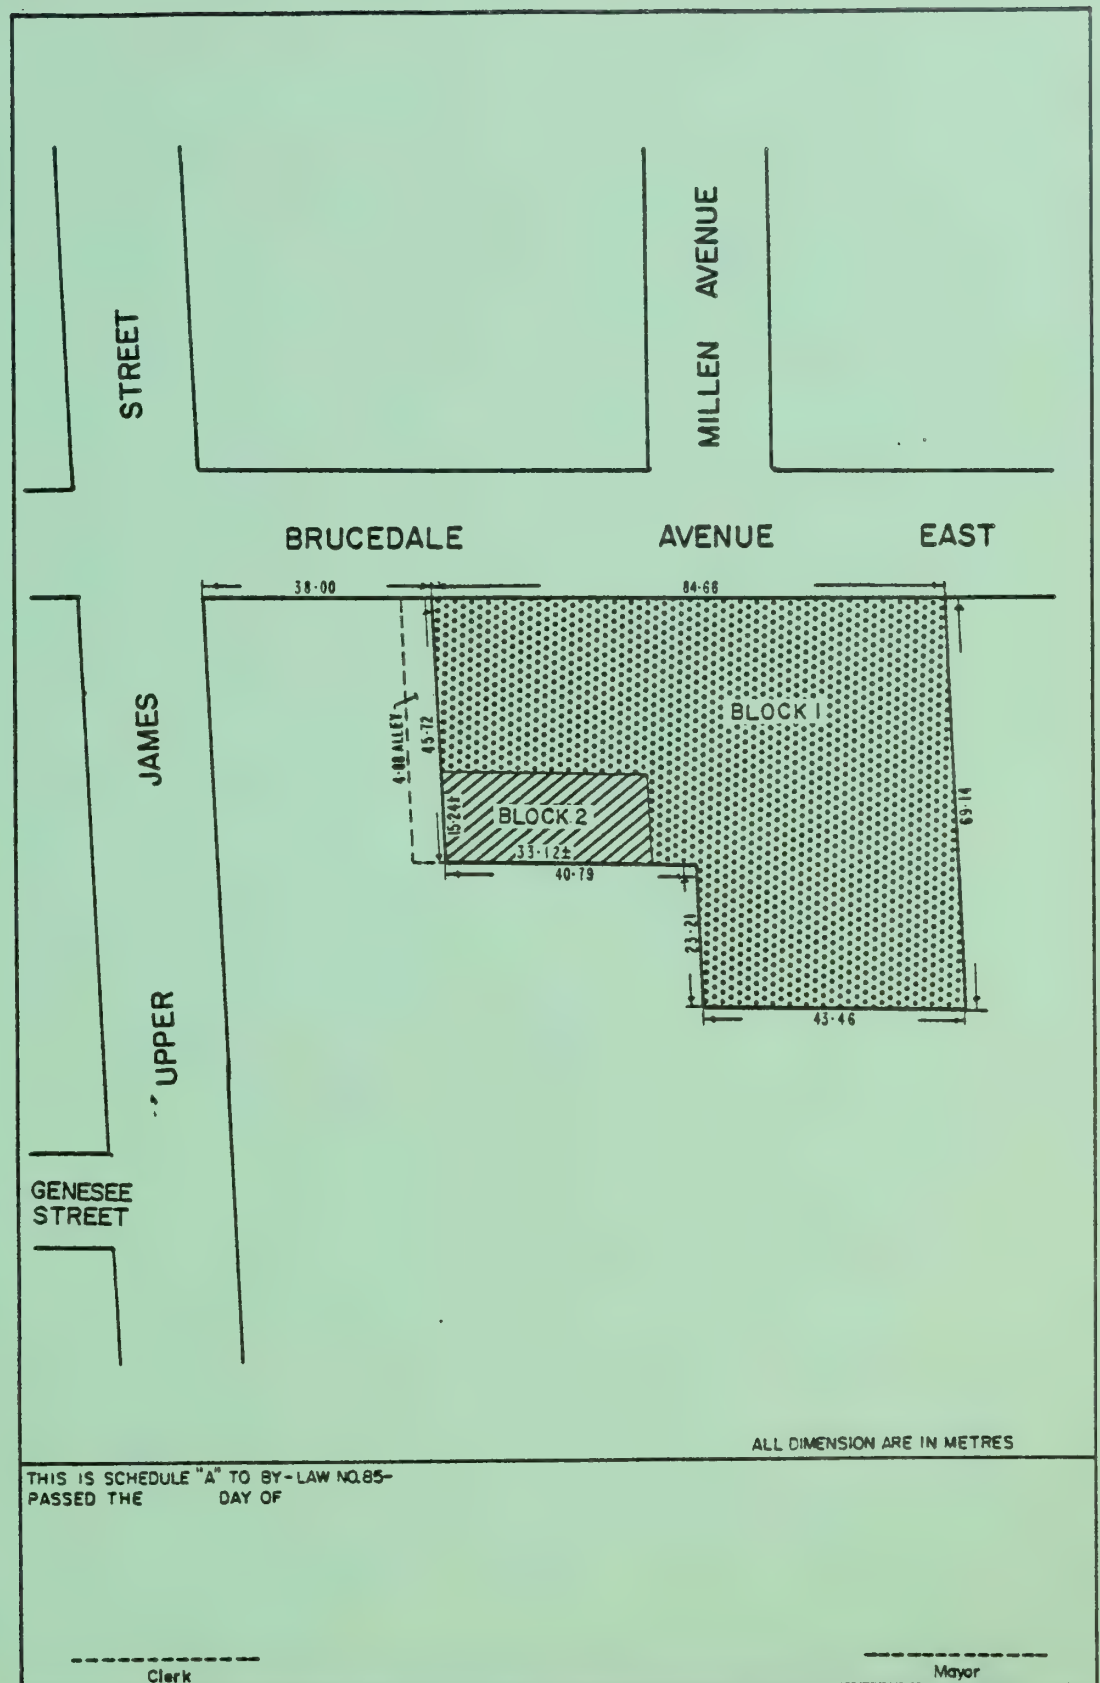 STREET
MILLEN AVENUE
BRUCEDALE AVENUE EAST
38·00
84·66
JAMES
4·88 ALLEY
45·72
BLOCK 1
15·24±
BLOCK 2
33·12±
40·79
69·14
23·21
43·46
UPPER
GENESEE
STREET
ALL DIMENSION ARE IN METRES
THIS IS SCHEDULE "A" TO BY-LAW NO.85-
PASSED THE DAY OF
Clerk
Mayor